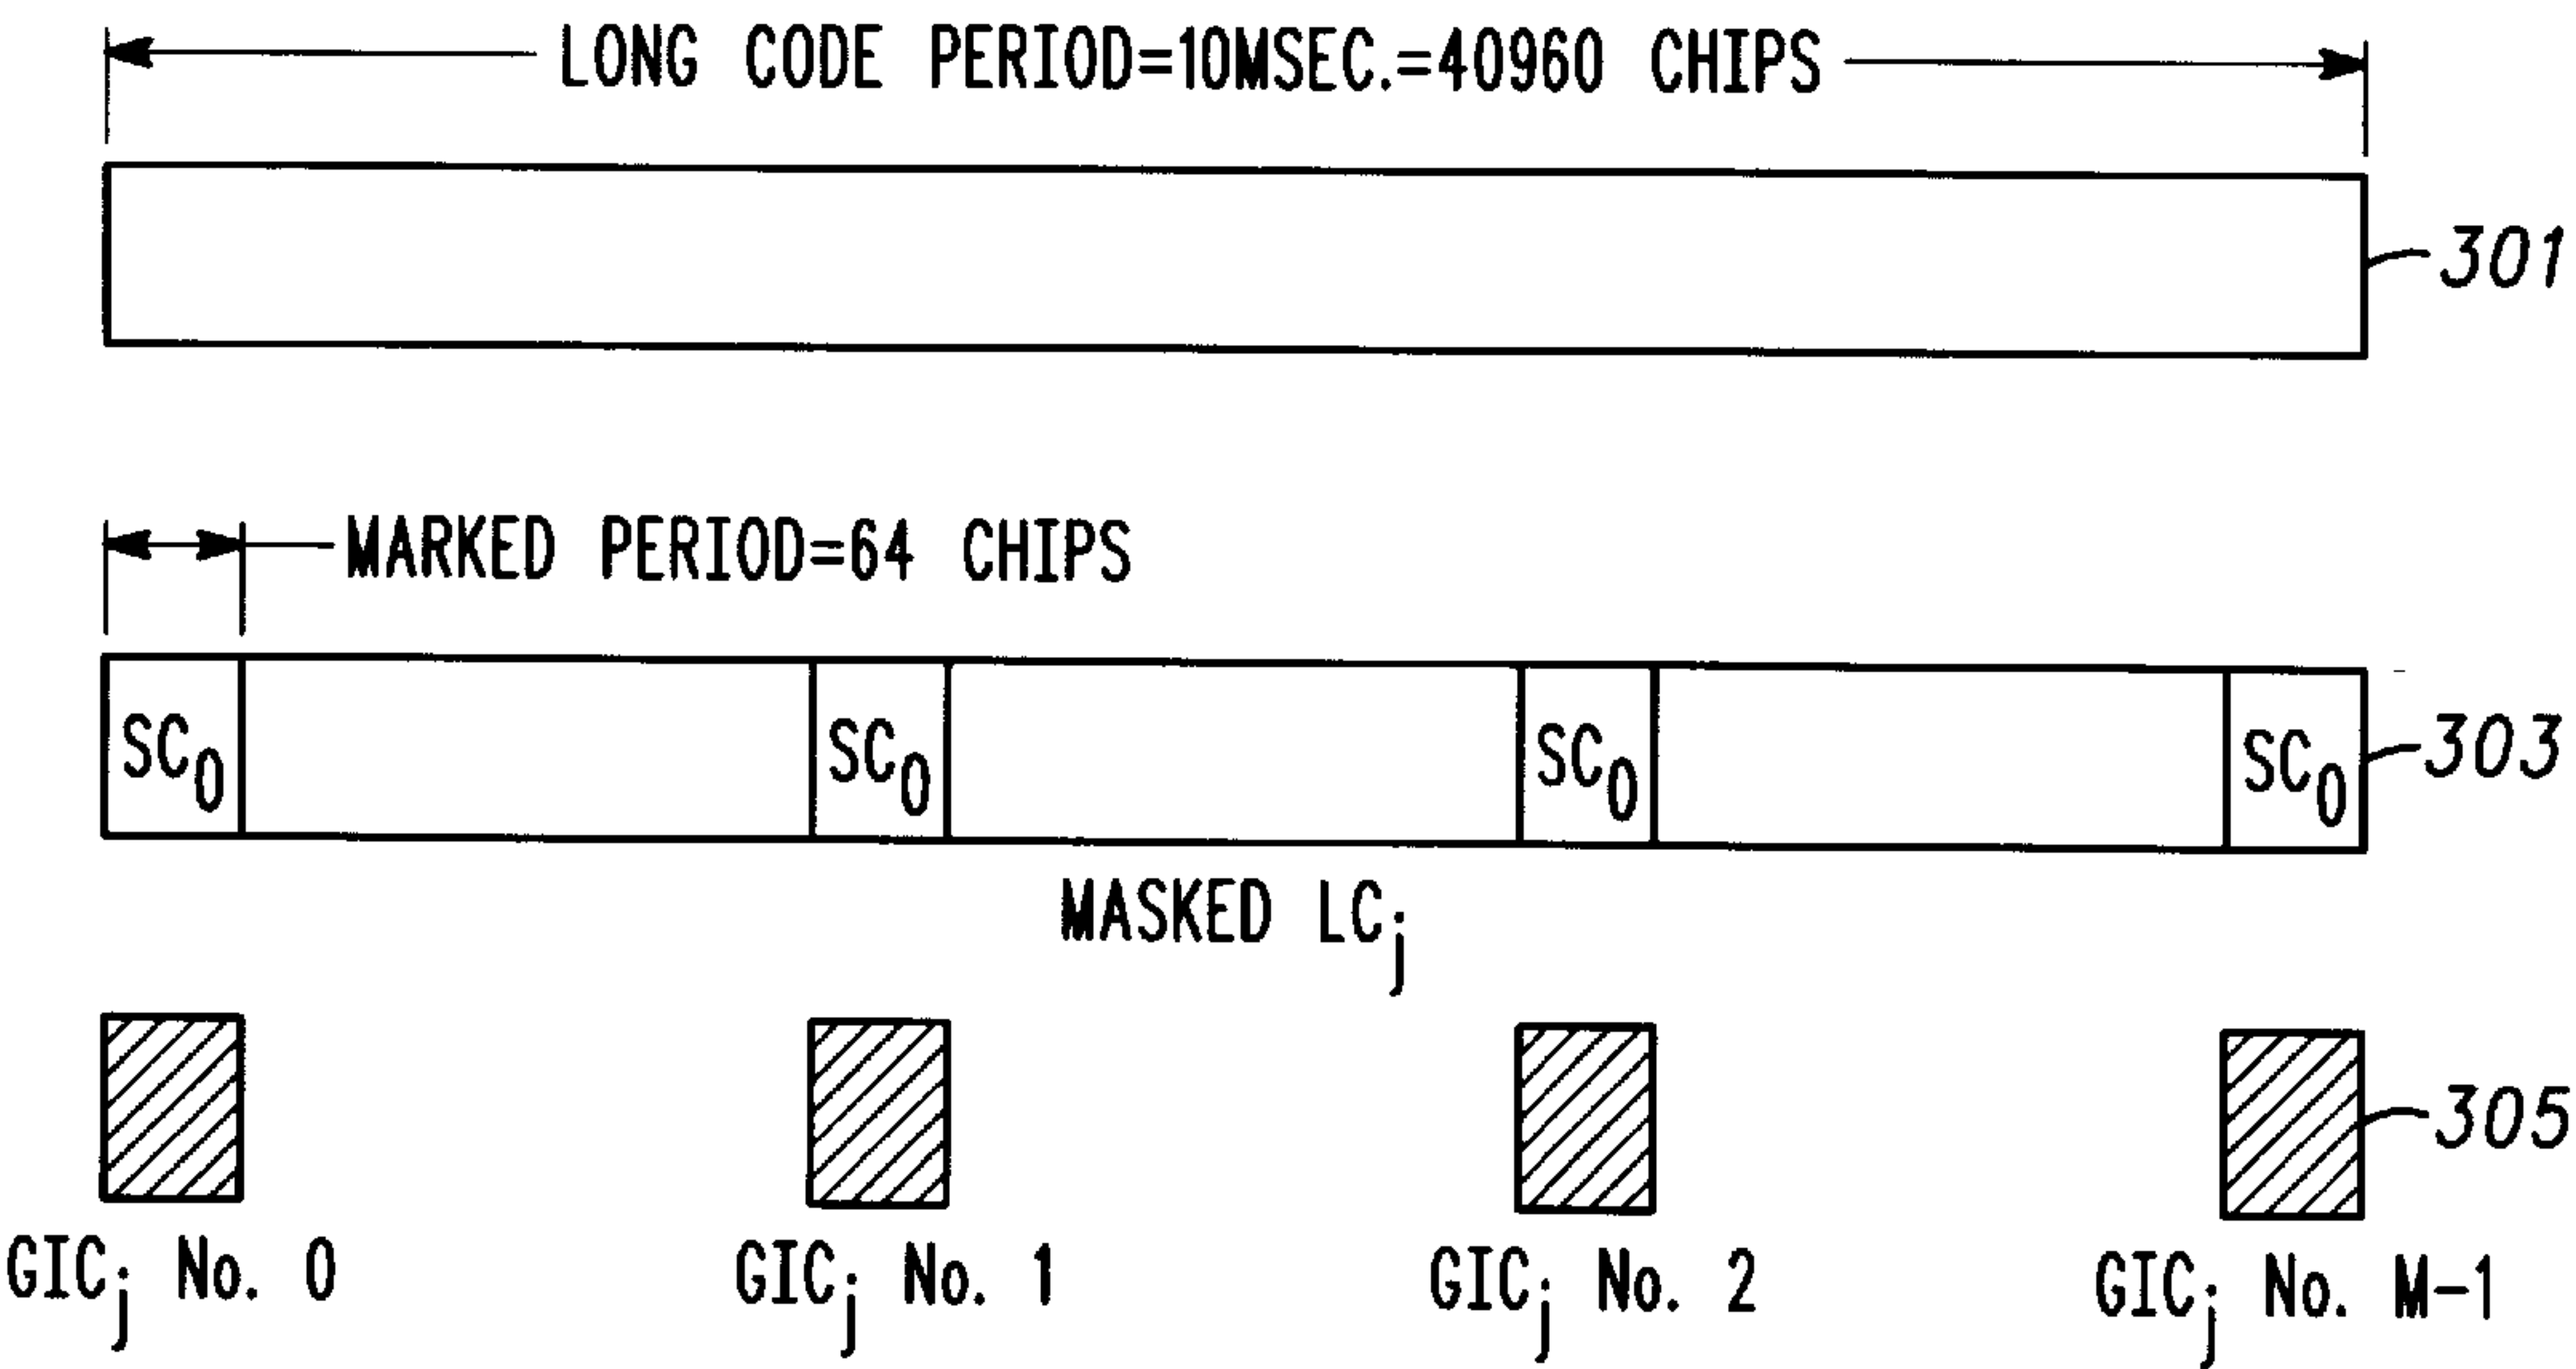 LONG CODE PERIOD=10MSEC.=40960 CHIPS
301
MARKED PERIOD=64 CHIPS
SC0 SC0 SC0 SC0
303
MASKED LCj
305
GICj No. 0 GICj No. 1 GICj No. 2 GICj No. M-1